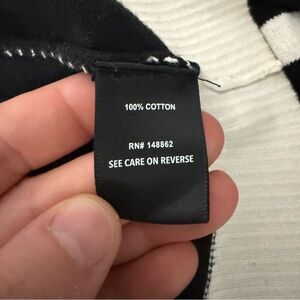 100% COTTON
RN# 148862
SEE CARE ON REVERSE